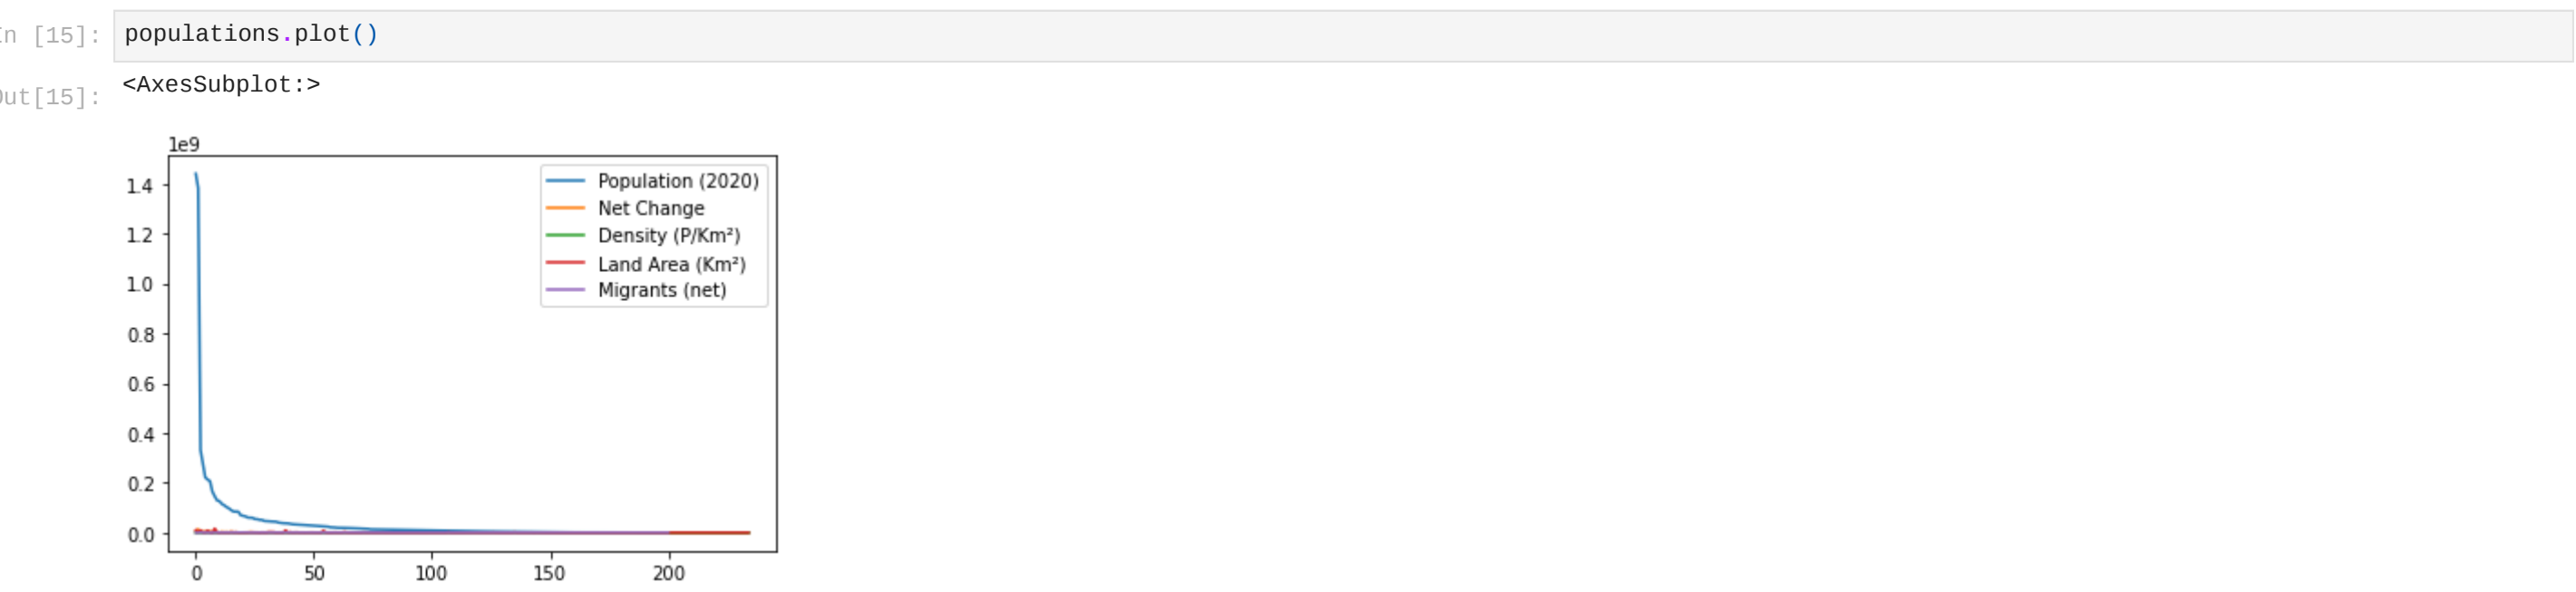 In [15]: populations.plot()
Out[15]: <AxesSubplot:>
1e9
1.4
1.2
1.0
0.8
0.6
0.4
0.2
0.0
0 50 100 150 200
Population (2020)
Net Change
Density (P/Km²)
Land Area (Km²)
Migrants (net)